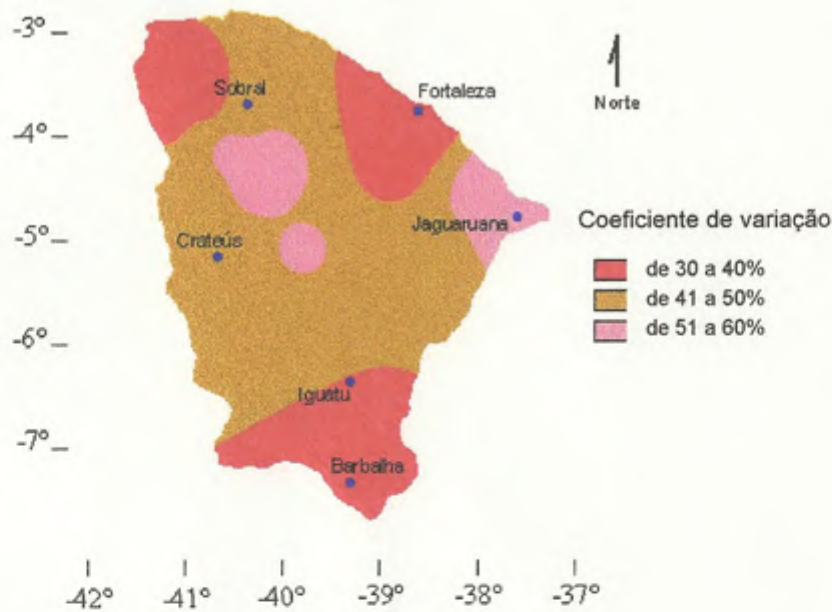 -3°
Sobral
Fortaleza
Norte
-4°
Jaguaruana
Coeficiente de variação
-5°
Crateús
de 30 a 40%
de 41 a 50%
de 51 a 60%
-6°
Iguatu
-7°
Barbalha
-42° -41° -40° -39° -38° -37°